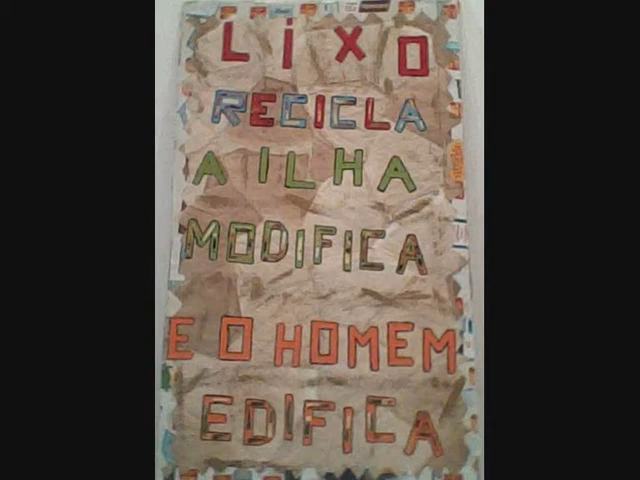 LiXO
RECICLA
A ILHA
MODIFICA
E O HOMEM
EDIFICA